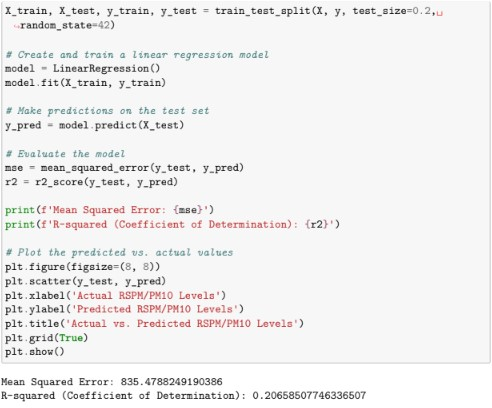 X_train, X_test, y_train, y_test = train_test_split(X, y, test_size=0.2,␣
↪random_state=42)
# Create and train a linear regression model
model = LinearRegression()
model.fit(X_train, y_train)
# Make predictions on the test set
y_pred = model.predict(X_test)
# Evaluate the model
mse = mean_squared_error(y_test, y_pred)
r2 = r2_score(y_test, y_pred)
print(f'Mean Squared Error: {mse}')
print(f'R-squared (Coefficient of Determination): {r2}')
# Plot the predicted vs. actual values
plt.figure(figsize=(8, 8))
plt.scatter(y_test, y_pred)
plt.xlabel('Actual RSPM/PM10 Levels')
plt.ylabel('Predicted RSPM/PM10 Levels')
plt.title('Actual vs. Predicted RSPM/PM10 Levels')
plt.grid(True)
plt.show()
Mean Squared Error: 835.4788249190386
R-squared (Coefficient of Determination): 0.20658507746336507